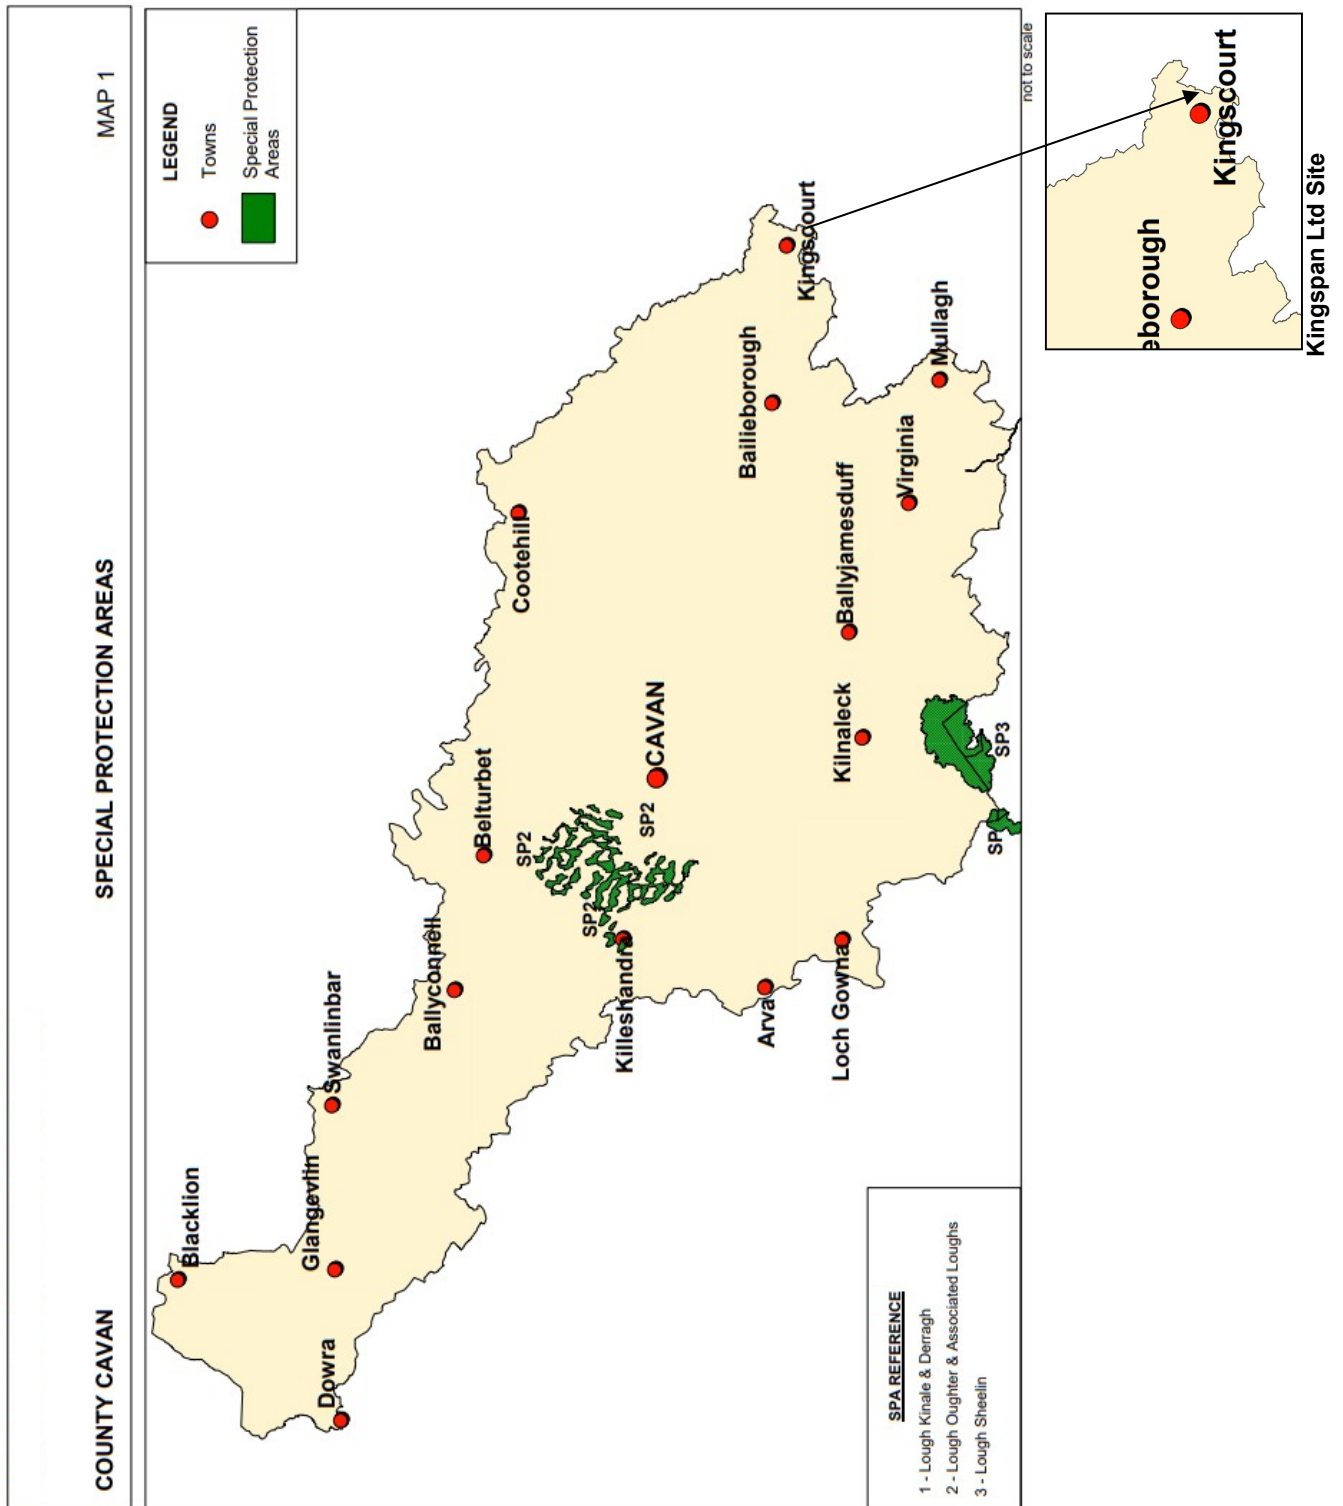 COUNTY CAVAN
SPECIAL PROTECTION AREAS
MAP 1
LEGEND
Towns
Special Protection
Areas
Blacklion
Dowra
Glangevlin
Swanlinbar
Ballyconnell
Belturbet
Cootehill
SP2
SP2
SP2
Killeshandra
CAVAN
Bailieborough
Kingscourt
Arva
Loch Gowna
Kilnaleck
Ballyjamesduff
Virginia
Mullagh
SP
SP3
SPA REFERENCE
1 - Lough Kinale & Derragh
2 - Lough Oughter & Associated Loughs
3 - Lough Sheelin
not to scale
eborough
Kingscourt
Kingspan Ltd Site